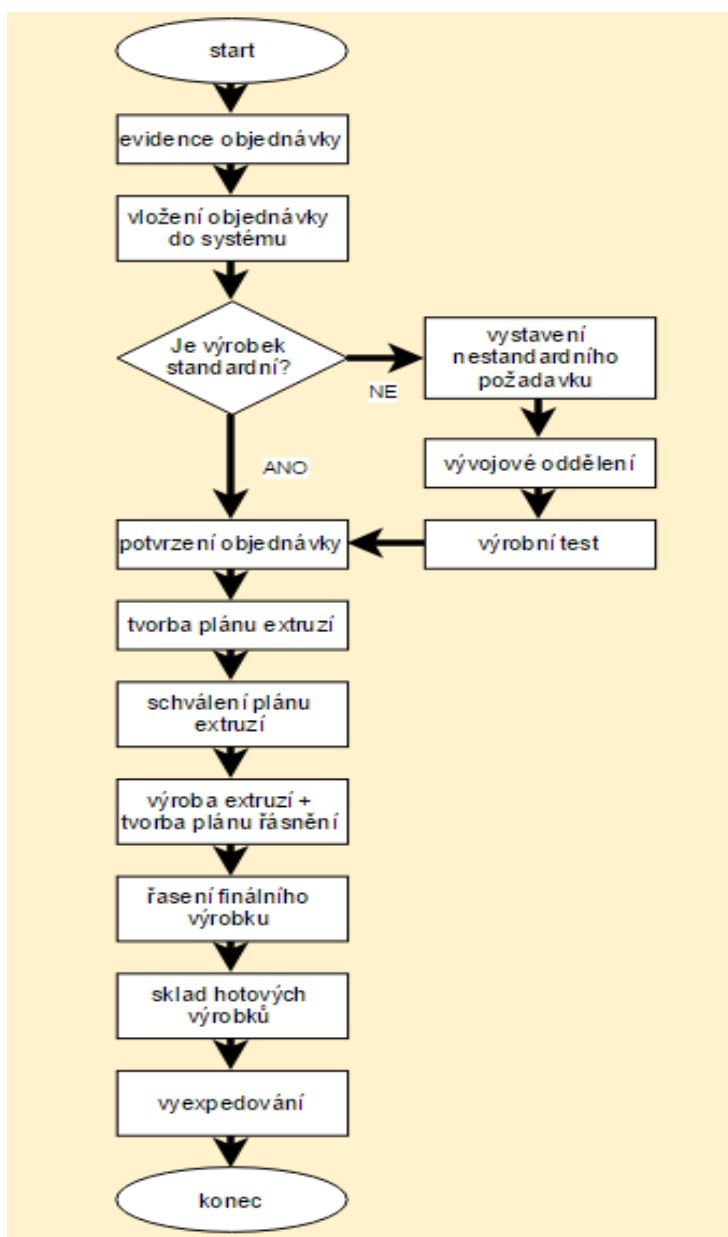 start
evidence objednávky
vložení objednávky
do systému
Je výrobek
standardní?
NE
vystavení
nestandardního
požadavku
vývojové oddělení
výrobní test
ANO
potvrzení objednávky
tvorba plánu extruzí
schválení plánu
extruzí
výroba extruzí +
tvorba plánu řásnění
řasení finálního
výrobku
sklad hotových
výrobků
vyexpedování
konec